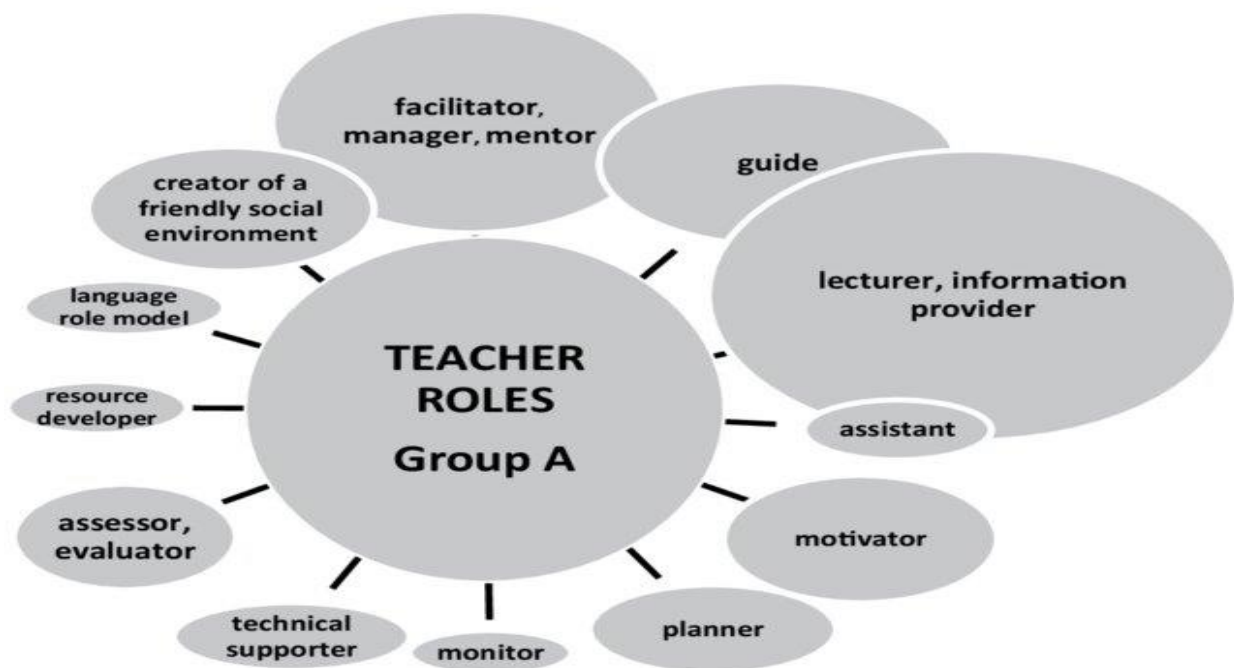 facilitator,
manager, mentor
guide
lecturer, information
provider
assistant
motivator
planner
monitor
technical
supporter
assessor,
evaluator
resource
developer
language
role model
creator of a
friendly social
environment
TEACHER
ROLES
Group A